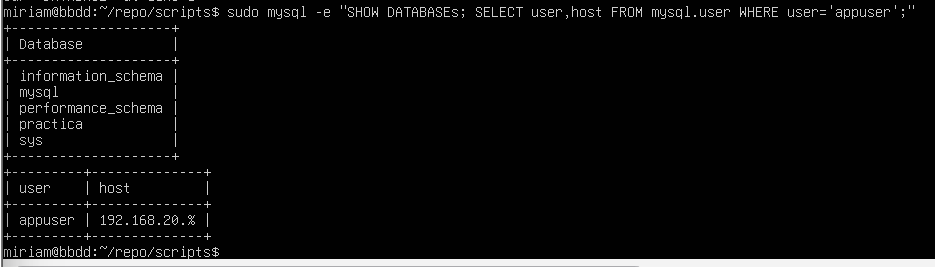 miriam@bbdd:~/repo/scripts$ sudo mysql -e "SHOW DATABASEs; SELECT user,host FROM mysql.user WHERE user='appuser';"
+--------------------+
| Database           |
+--------------------+
| information_schema |
| mysql              |
| performance_schema |
| practica           |
| sys                |
+--------------------+
+---------+--------------+
| user    | host         |
+---------+--------------+
| appuser | 192.168.20.% |
+---------+--------------+
miriam@bbdd:~/repo/scripts$